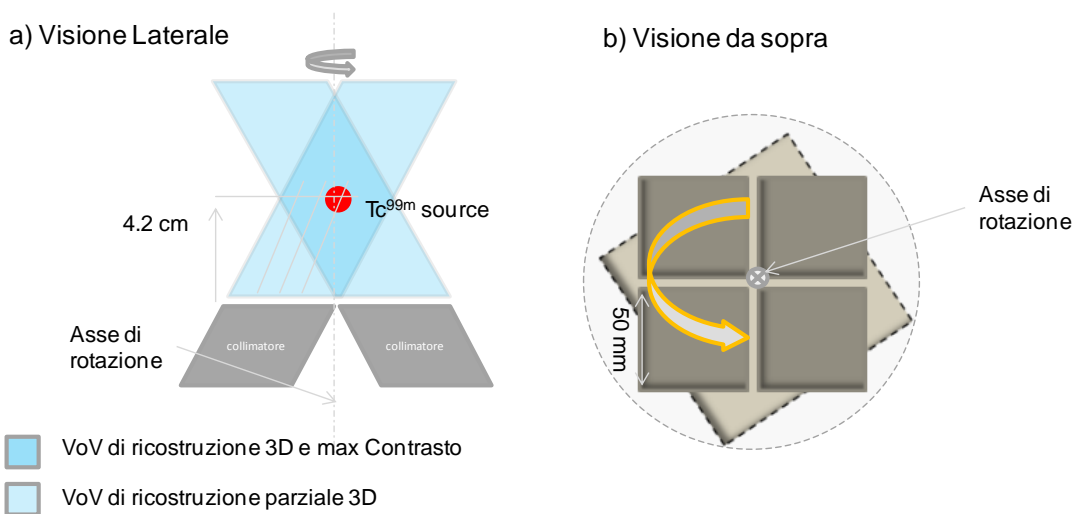 a) Visione Laterale
4.2 cm
Tc99m source
Asse di
rotazione
collimatore
collimatore
VoV di ricostruzione 3D e max Contrasto
VoV di ricostruzione parziale 3D
b) Visione da sopra
Asse di
rotazione
50 mm